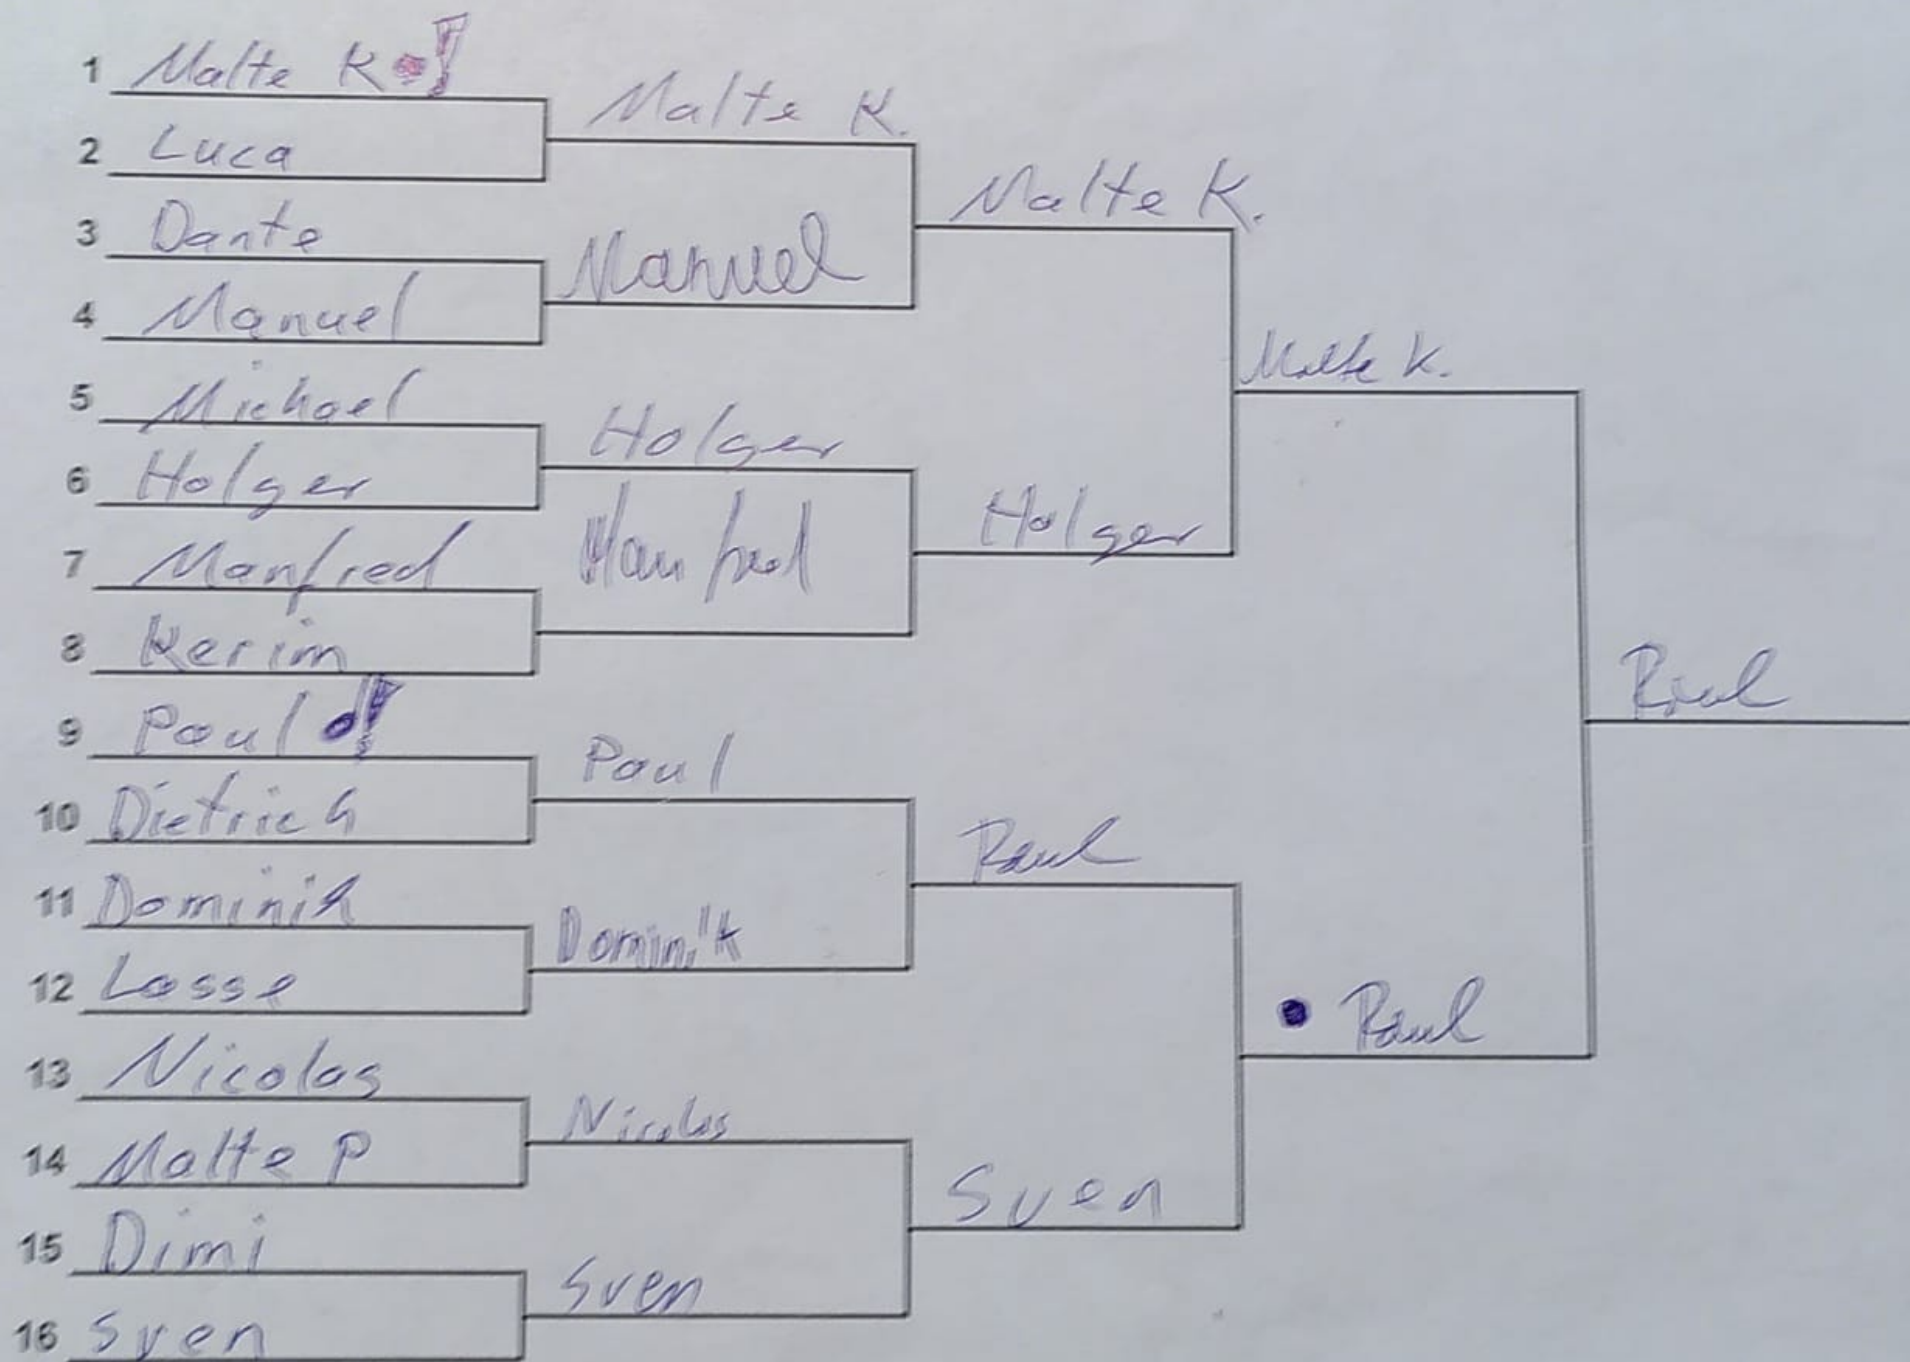 1 Malte K !
2 Luca
3 Dante
4 Manuel
5 Michael
6 Holger
7 Manfred
8 Kerim
9 Paul !
10 Dietrich
11 Dominik
12 Lasse
13 Nicolas
14 Malte P
15 Dimi
16 Sven
Malte K.
Manuel
Holger
Manfred
Paul
Dominik
Nicolas
Sven
Malte K.
Holger
Paul
Sven
Malte K.
Paul
Paul